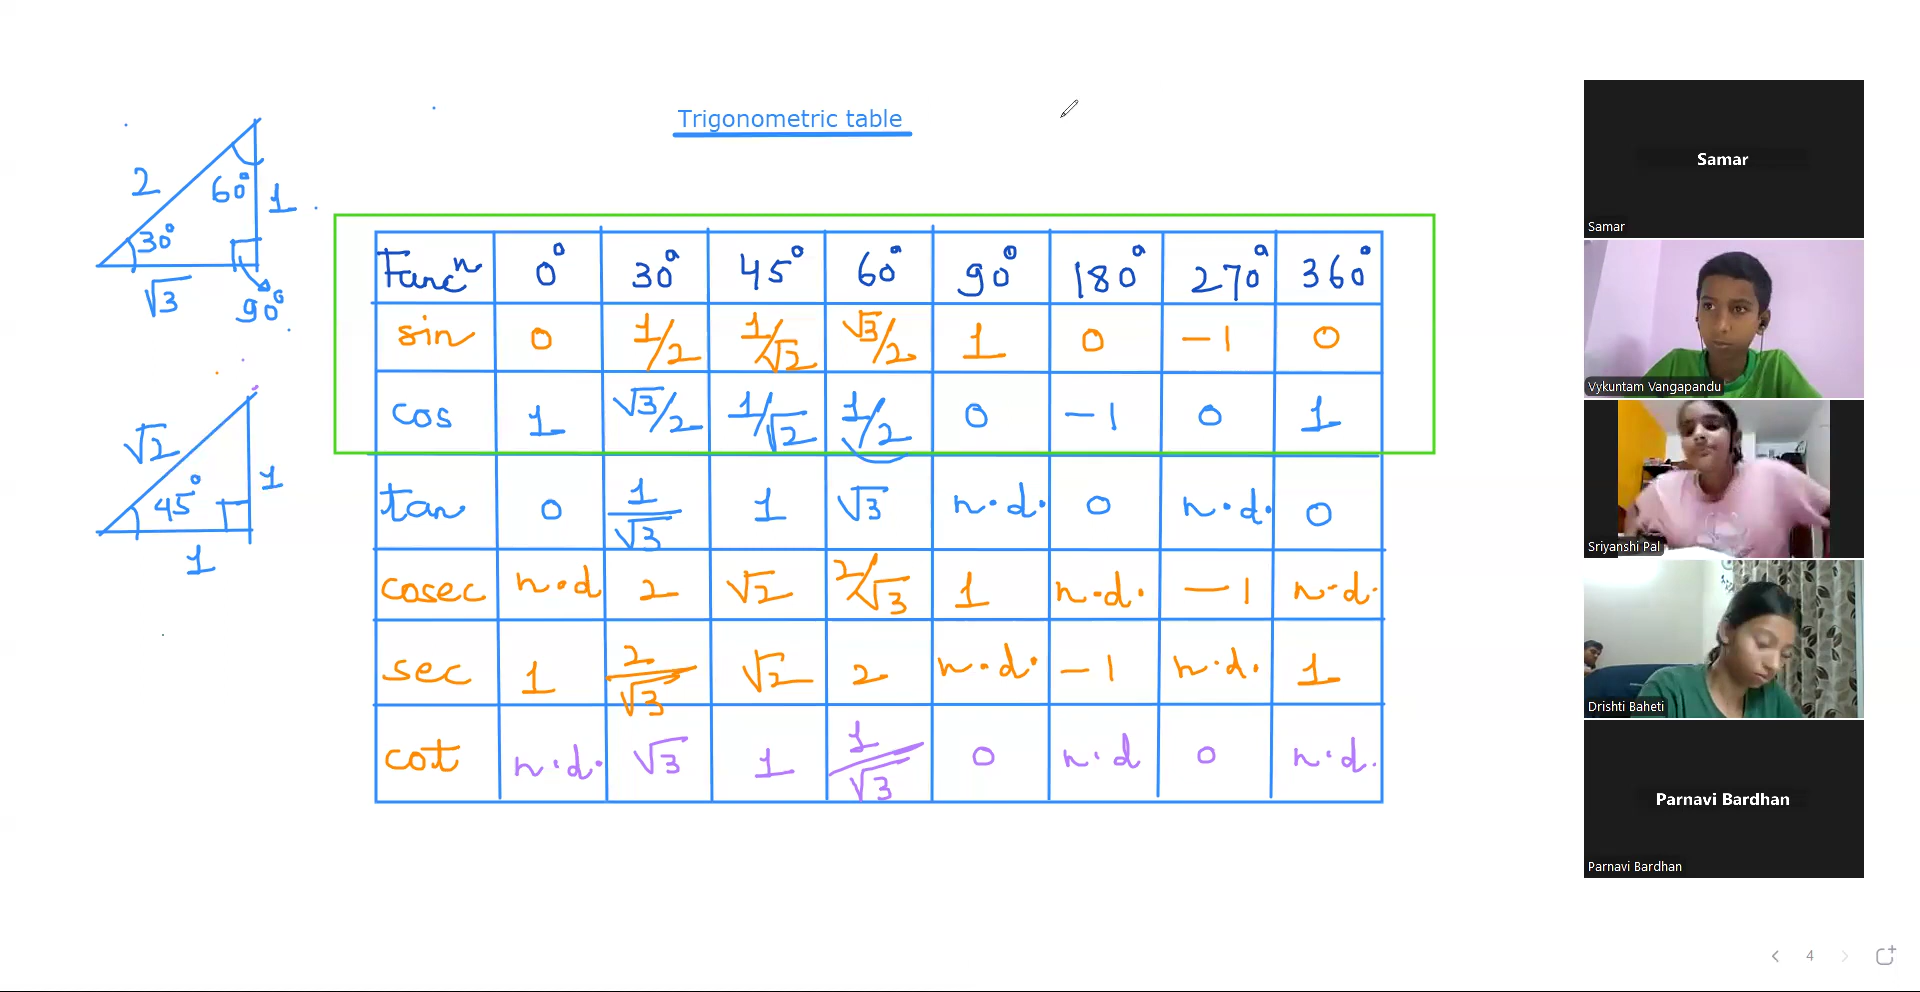 Trigonometric table
2
60°
1
30°
√3
90°
√2
45°
1
1
Funcⁿ 0° 30° 45° 60° 90° 180° 270° 360°
sin 0 1/2 1/√2 √3/2 1 0 -1 0
cos 1 √3/2 1/√2 1/2 0 -1 0 1
tan 0 1/√3 1 √3 n.d. 0 n.d. 0
cosec n.d 2 √2 2/√3 1 n.d. -1 n.d.
sec 1 2/√3 √2 2 n.d. -1 n.d. 1
cot n.d. √3 1 1/√3 0 n.d 0 n.d.
Samar
Samar
Vykuntam Vangapandu
Sriyanshi Pal
Drishti Baheti
Parnavi Bardhan
Parnavi Bardhan
4